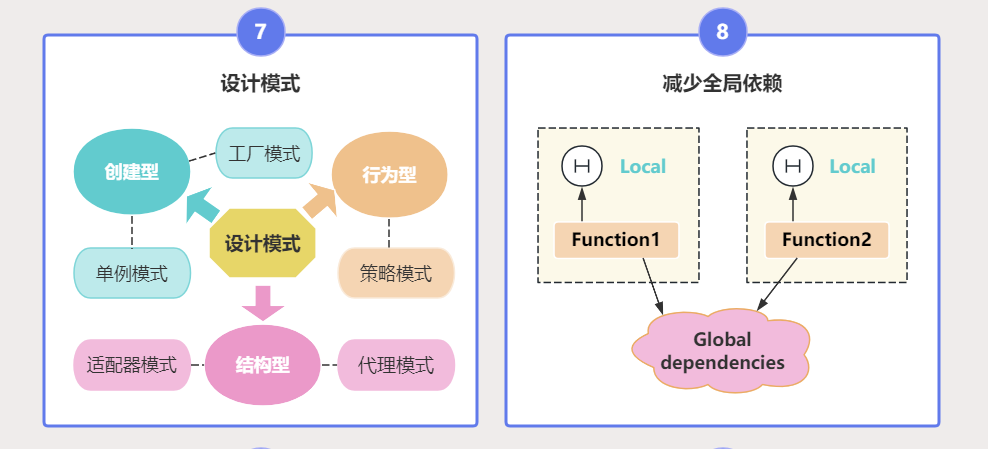 7
设计模式
创建型
工厂模式
行为型
设计模式
单例模式
策略模式
适配器模式
结构型
代理模式
8
减少全局依赖
H
Local
Function1
H
Local
Function2
Global
dependencies